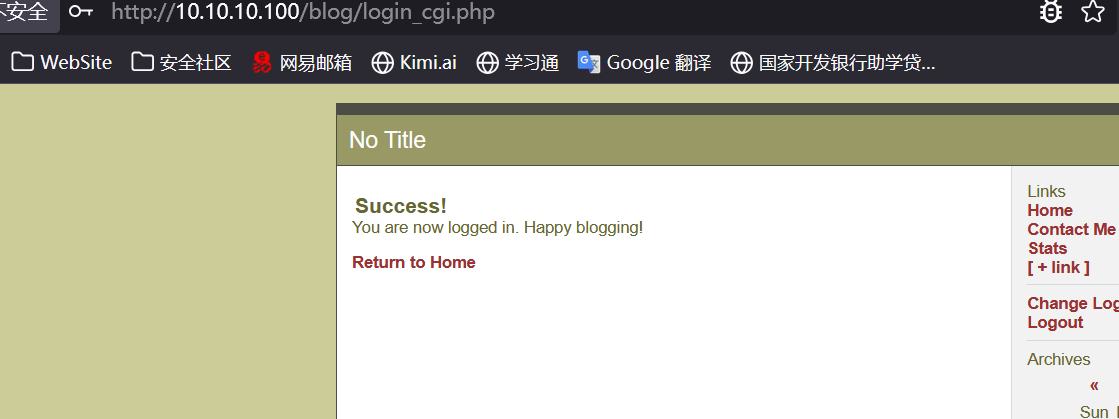 不安全 http://10.10.10.100/blog/login_cgi.php
WebSite 安全社区 网易邮箱 Kimi.ai 学习通 Google 翻译 国家开发银行助学贷...
No Title
Success!
You are now logged in. Happy blogging!
Return to Home
Links
Home
Contact Me
Stats
[ + link ]
Change Log
Logout
Archives
«
Sun